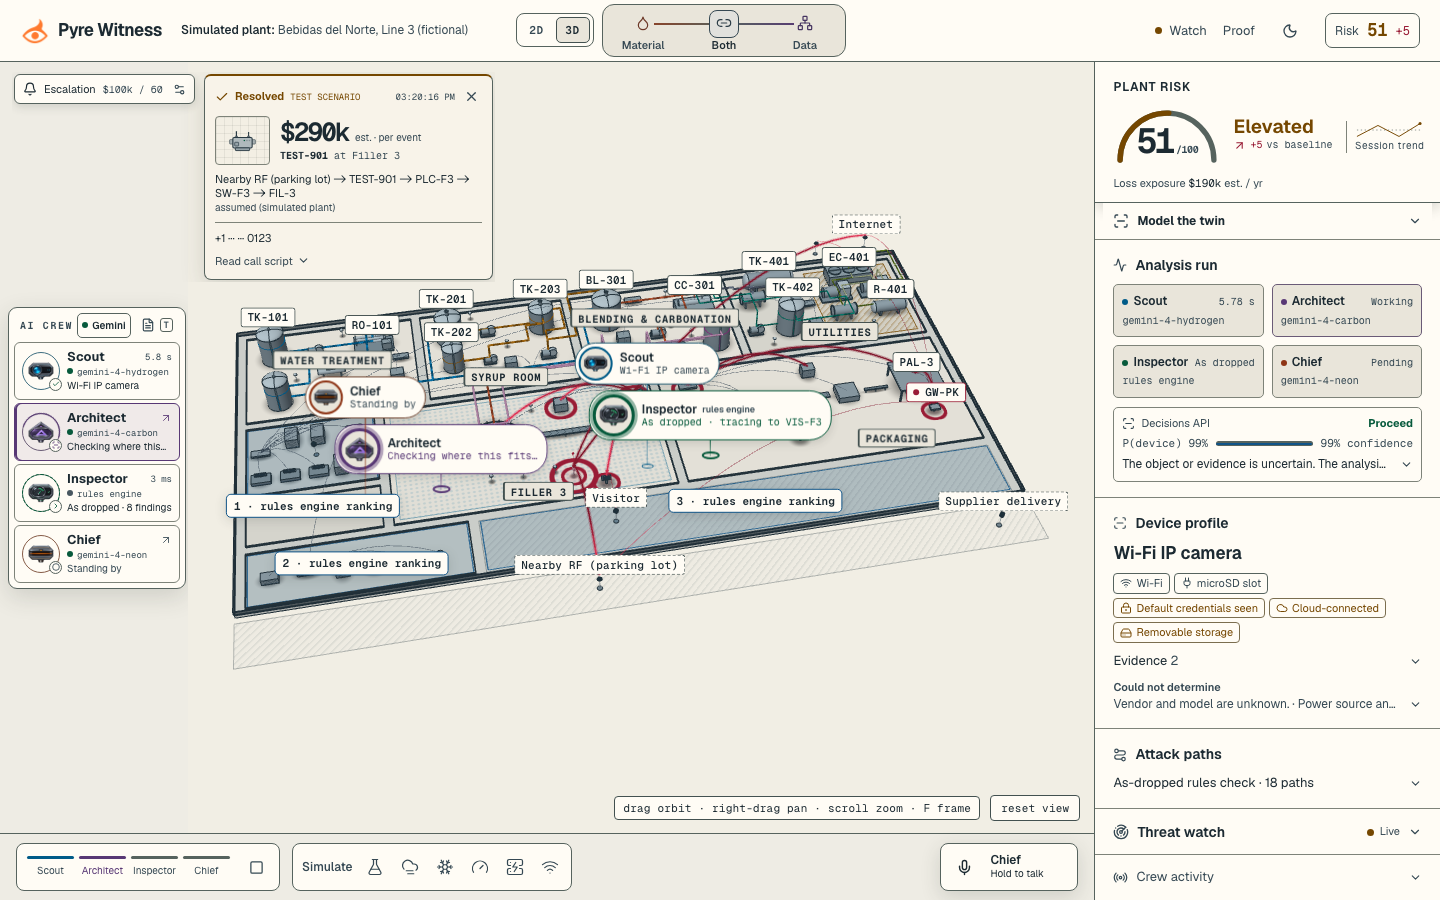 Pyre Witness
Simulated plant: Bebidas del Norte, Line 3 (fictional)
2D 3D
Material Both Data
Watch Proof
Risk 51 +5
Escalation $100k / 60
Resolved TEST SCENARIO 03:20:16 PM
$290k est. · per event
TEST-901 at Filler 3
Nearby RF (parking lot) → TEST-901 → PLC-F3 →
SW-F3 → FIL-3
assumed (simulated plant)
+1 ··· ··· 0123
Read call script
AI CREW Gemini T
Scout 5.8 s
gemini-4-hydrogen
Wi-Fi IP camera
Architect
gemini-4-carbon
Checking where this...
Inspector 3 ms
rules engine
As dropped · 8 findings
Chief
gemini-4-neon
Standing by
Internet
TK-401
EC-401
BL-301
CC-301
TK-402
R-401
TK-203
TK-201
TK-101
RO-101
TK-202
BLENDING & CARBONATION
UTILITIES
WATER TREATMENT
SYRUP ROOM
Scout
Wi-Fi IP camera
PAL-3
GW-PK
Chief
Standing by
Inspector rules engine
As dropped · tracing to VIS-F3
Architect
Checking where this fits...
PACKAGING
FILLER 3
Visitor
1 · rules engine ranking
3 · rules engine ranking
Supplier delivery
2 · rules engine ranking
Nearby RF (parking lot)
drag orbit · right-drag pan · scroll zoom · F frame
reset view
Scout Architect Inspector Chief
Simulate
Chief
Hold to talk
PLANT RISK
51/100
Elevated
+5 vs baseline
Session trend
Loss exposure $190k est. / yr
Model the twin
Analysis run
Scout 5.78 s
gemini-4-hydrogen
Architect Working
gemini-4-carbon
Inspector As dropped
rules engine
Chief Pending
gemini-4-neon
Decisions API Proceed
P(device) 99% 99% confidence
The object or evidence is uncertain. The analysi...
Device profile
Wi-Fi IP camera
Wi-Fi microSD slot
Default credentials seen Cloud-connected
Removable storage
Evidence 2
Could not determine
Vendor and model are unknown. · Power source an...
Attack paths
As-dropped rules check · 18 paths
Threat watch Live
Crew activity